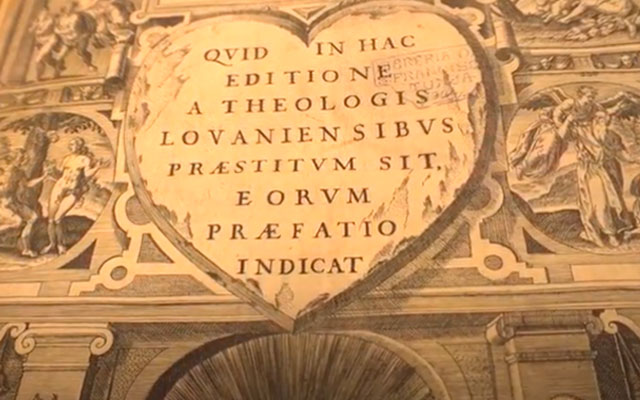 QVID IN HAC
EDITIONE
A THEOLOGIS
LOVANIENSIBVS
PRÆSTITVM SIT,
EORVM
PRÆFATIO
INDICAT